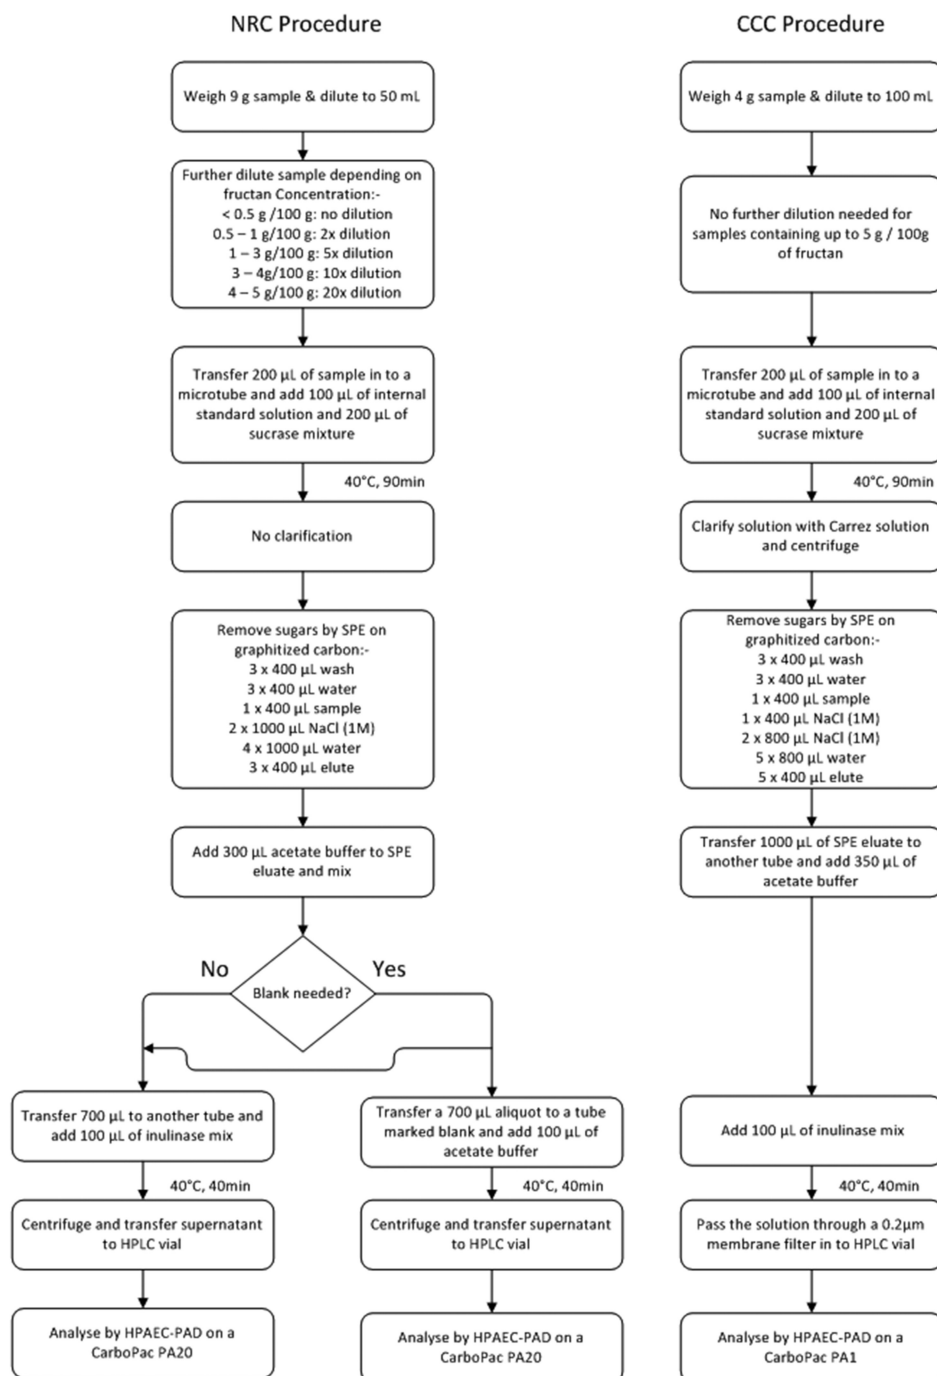 NRC Procedure
Weigh 9 g sample & dilute to 50 mL
Further dilute sample depending on
fructan Concentration:-
< 0.5 g /100 g: no dilution
0.5 – 1 g/100 g: 2x dilution
1 – 3 g/100 g: 5x dilution
3 – 4g/100 g: 10x dilution
4 – 5 g/100 g: 20x dilution
Transfer 200 µL of sample in to a
microtube and add 100 µL of internal
standard solution and 200 µL of
sucrase mixture
40°C, 90min
No clarification
Remove sugars by SPE on
graphitized carbon:-
3 x 400 µL wash
3 x 400 µL water
1 x 400 µL sample
2 x 1000 µL NaCl (1M)
4 x 1000 µL water
3 x 400 µL elute
Add 300 µL acetate buffer to SPE
eluate and mix
No
Yes
Blank needed?
Transfer 700 µL to another tube and
add 100 µL of inulinase mix
40°C, 40min
Centrifuge and transfer supernatant
to HPLC vial
Analyse by HPAEC-PAD on a
CarboPac PA20
Transfer a 700 µL aliquot to a tube
marked blank and add 100 µL of
acetate buffer
40°C, 40min
Centrifuge and transfer supernatant
to HPLC vial
Analyse by HPAEC-PAD on a
CarboPac PA20
CCC Procedure
Weigh 4 g sample & dilute to 100 mL
No further dilution needed for
samples containing up to 5 g / 100g
of fructan
Transfer 200 µL of sample in to a
microtube and add 100 µL of internal
standard solution and 200 µL of
sucrase mixture
40°C, 90min
Clarify solution with Carrez solution
and centrifuge
Remove sugars by SPE on
graphitized carbon:-
3 x 400 µL wash
3 x 400 µL water
1 x 400 µL sample
1 x 400 µL NaCl (1M)
2 x 800 µL NaCl (1M)
5 x 800 µL water
5 x 400 µL elute
Transfer 1000 µL of SPE eluate to
another tube and add 350 µL of
acetate buffer
Add 100 µL of inulinase mix
40°C, 40min
Pass the solution through a 0.2µm
membrane filter in to HPLC vial
Analyse by HPAEC-PAD on a
CarboPac PA1